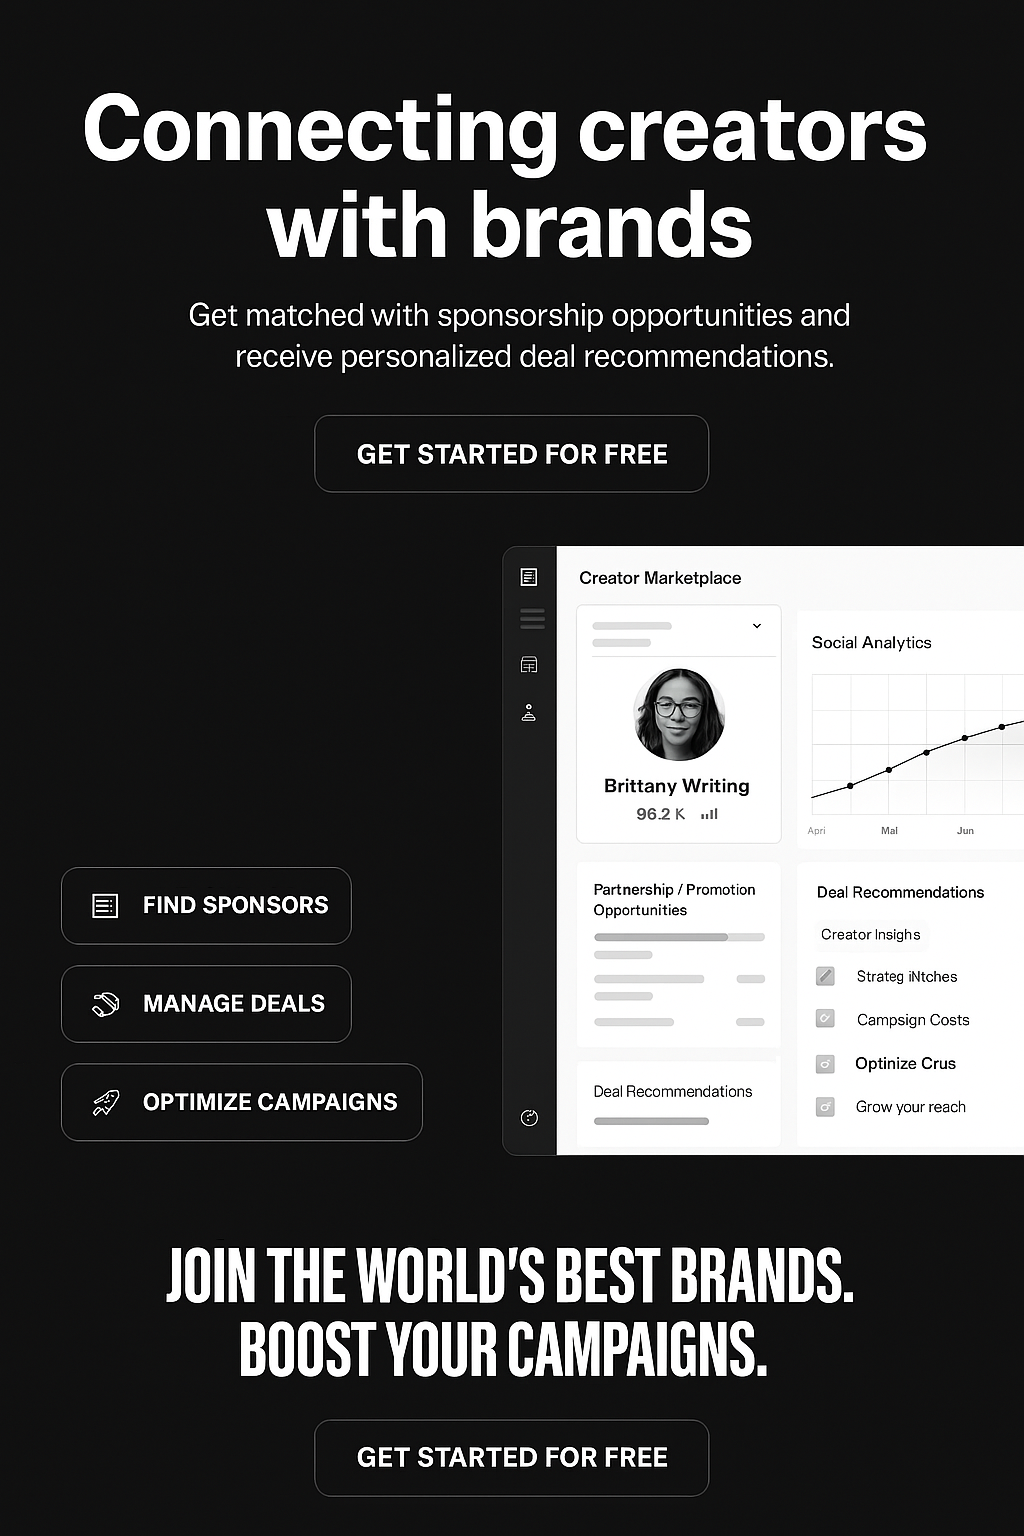 Connecting creators
with brands
Get matched with sponsorship opportunities and
receive personalized deal recommendations.
GET STARTED FOR FREE
Creator Marketplace
Brittany Writing
96.2 K
Social Analytics
Apri Mal Jun
FIND SPONSORS
MANAGE DEALS
OPTIMIZE CAMPAIGNS
Partnership / Promotion
Opportunities
Deal Recommendations
Deal Recommendations
Creator Insighs
Strateg iNtches
Campsign Costs
Optinize Crus
Grow your reach
JOIN THE WORLD'S BEST BRANDS.
BOOST YOUR CAMPAIGNS.
GET STARTED FOR FREE